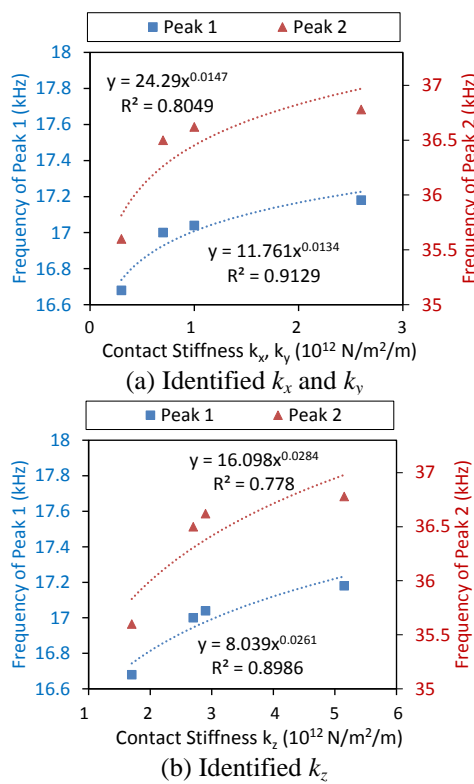 Peak 1 Peak 2
18
17.8
17.6
17.4
17.2
17
16.8
16.6
Frequency of Peak 1 (kHz)
y = 24.29x^0.0147
R² = 0.8049
y = 11.761x^0.0134
R² = 0.9129
37
36.5
36
35.5
35
Frequency of Peak 2 (kHz)
0 1 2 3
Contact Stiffness kx, ky (10^12 N/m²/m)
(a) Identified kx and ky
Peak 1 Peak 2
18
17.8
17.6
17.4
17.2
17
16.8
16.6
Frequency of Peak 1 (kHz)
y = 16.098x^0.0284
R² = 0.778
y = 8.039x^0.0261
R² = 0.8986
37
36.5
36
35.5
35
Frequency of Peak 2 (kHz)
1 2 3 4 5 6
Contact Stiffness kz (10^12 N/m²/m)
(b) Identified kz